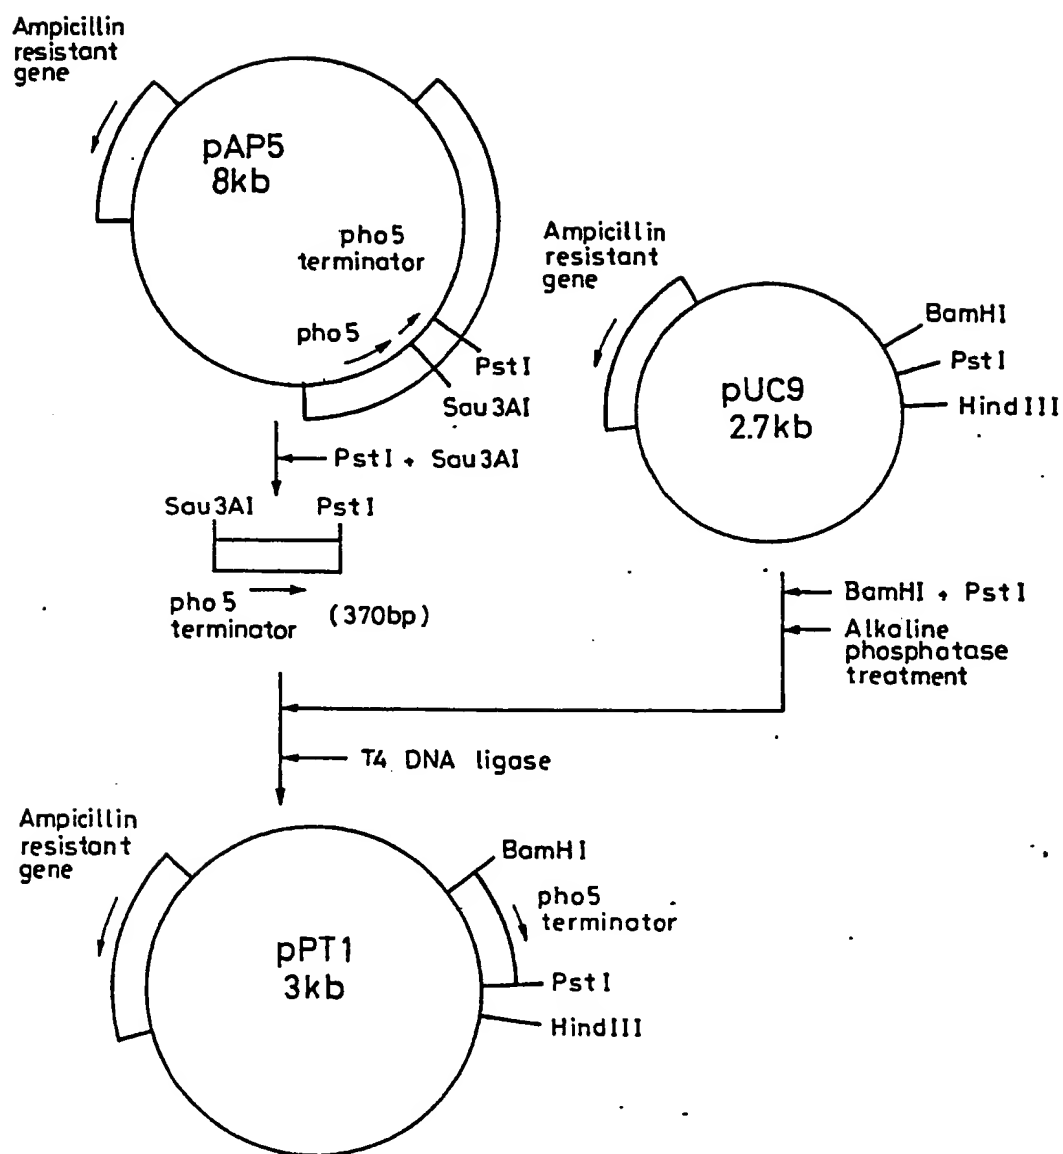 Ampicillin
resistant
gene
pAP5
8kb
pho5
terminator
pho5
PstI
Sau3AI
PstI + Sau3AI
Sau3AI
PstI
pho5
terminator
(370bp)
Ampicillin
resistant
gene
pUC9
2.7kb
BamHI
PstI
HindIII
BamHI + PstI
Alkaline
phosphatase
treatment
T4 DNA ligase
Ampicillin
resistant
gene
pPT1
3kb
BamHI
pho5
terminator
PstI
HindIII